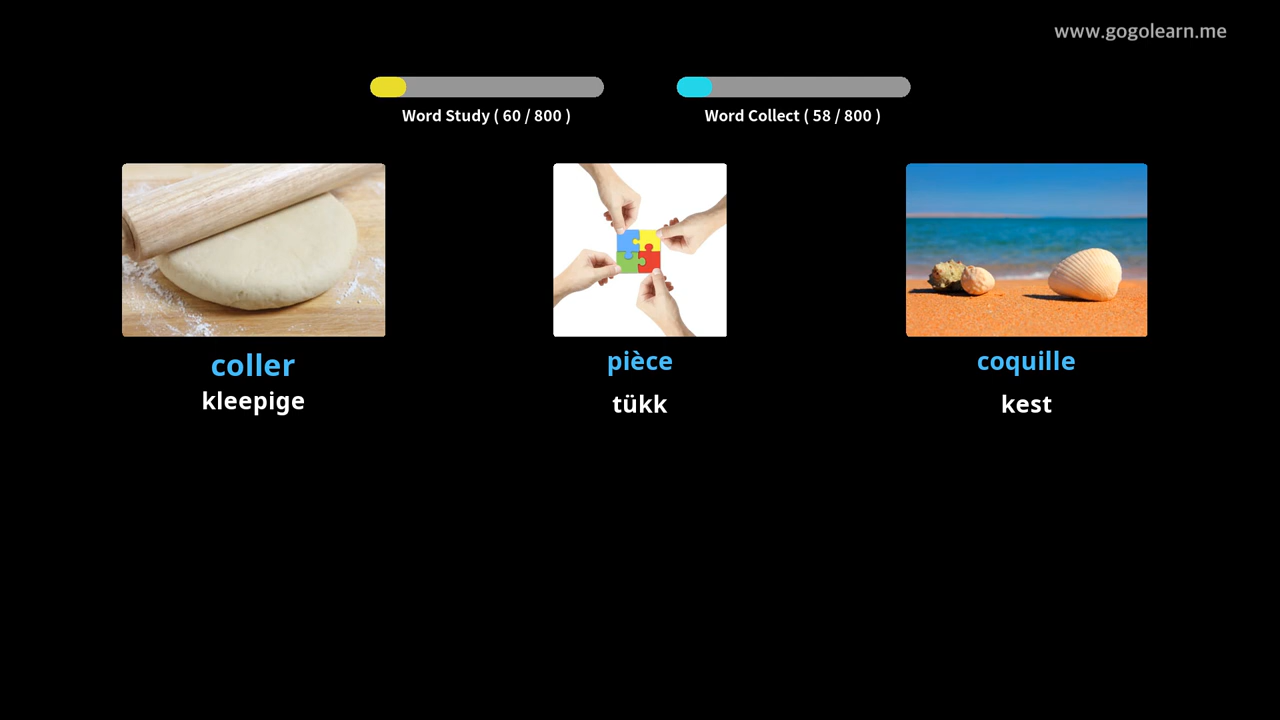 www.gogolearn.me
Word Study ( 60 / 800 )
Word Collect ( 58 / 800 )
coller
kleepige
pièce
tükk
coquille
kest